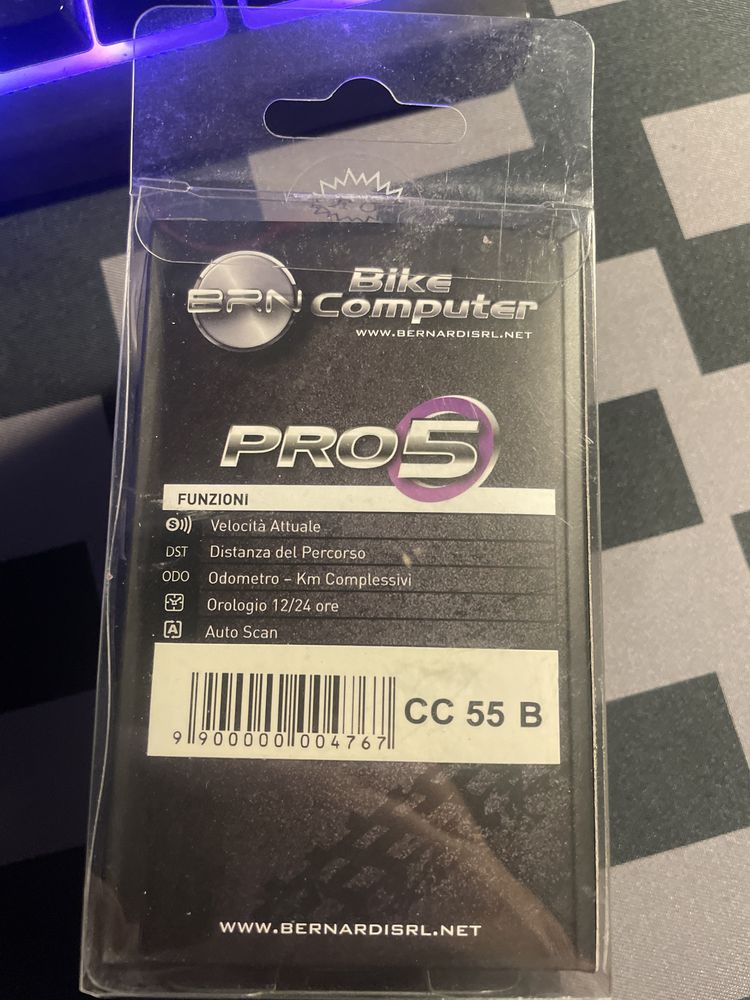 BRN
Bike
Computer
WWW.BERNARDISRL.NET
PRO5
FUNZIONI
S Velocità Attuale
DST Distanza del Percorso
ODO Odometro – Km Complessivi
Orologio 12/24 ore
A Auto Scan
9 900000 004767
CC 55 B
WWW.BERNARDISRL.NET